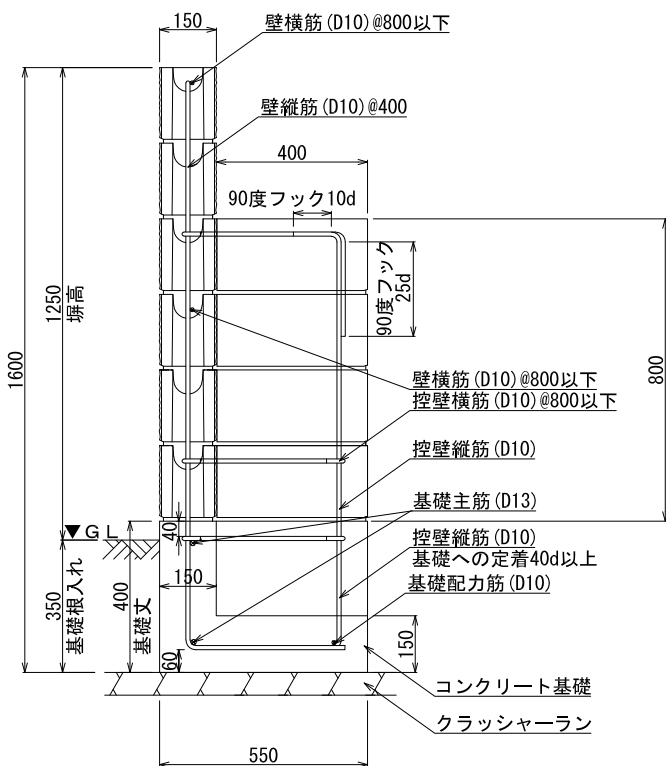 150
壁横筋(D10)@800以下
壁縦筋(D10)@400
400
90度フック10d
90度フック
25d
1250
塀高
1600
800
壁横筋(D10)@800以下
控壁横筋(D10)@800以下
控壁縦筋(D10)
基礎主筋(D13)
▼GL
40
控壁縦筋(D10)
基礎への定着40d以上
基礎配力筋(D10)
150
350
基礎根入れ
400
基礎丈
150
60
コンクリート基礎
クラッシャーラン
550